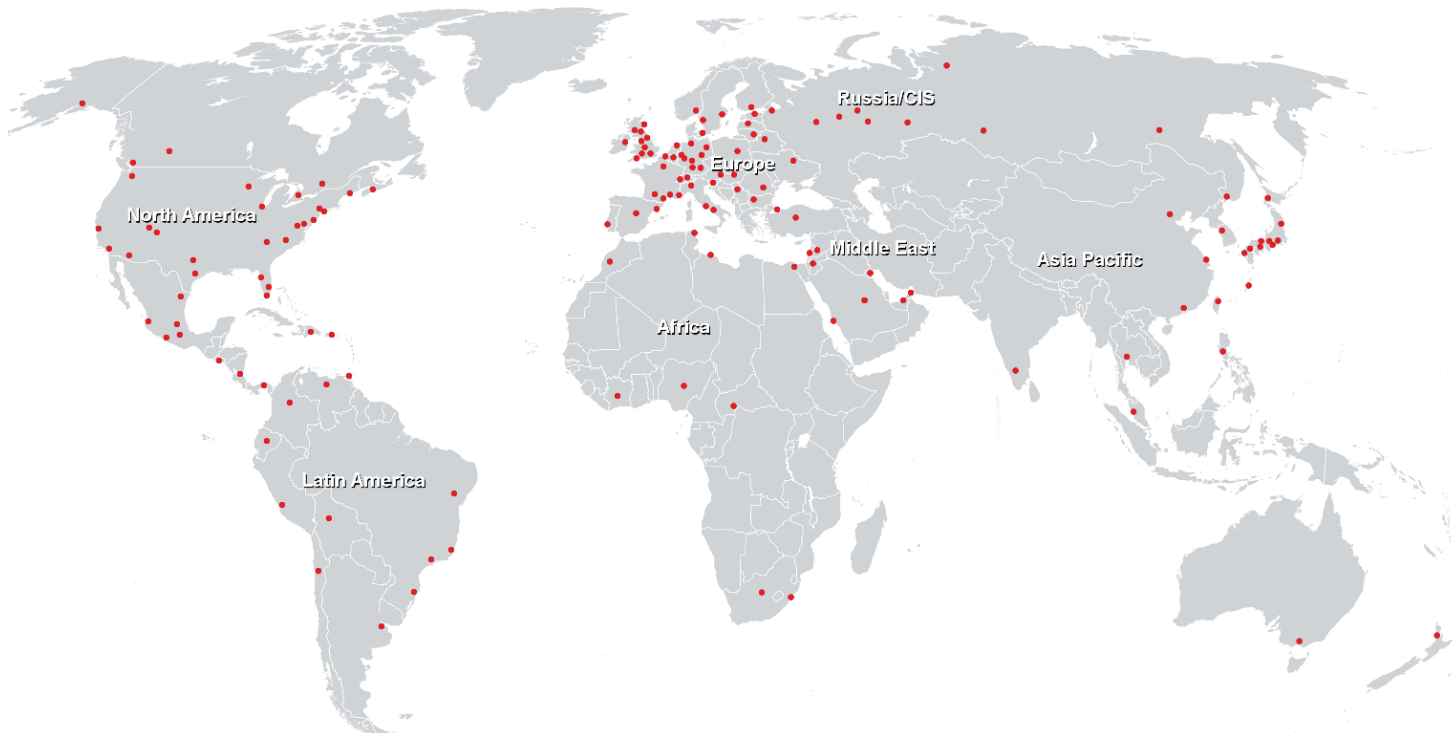 Russia/CIS
Europe
North America
Middle East
Asia Pacific
Africa
Latin America